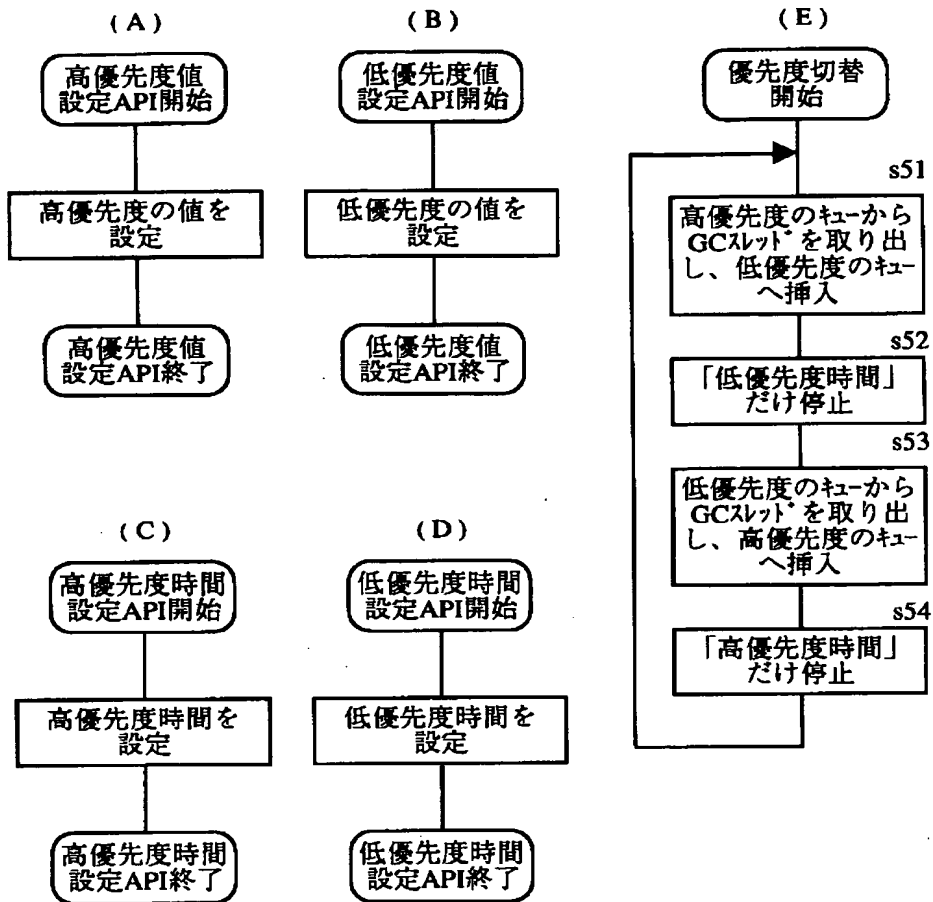 (A)
高優先度値
設定API開始
高優先度の値を
設定
高優先度値
設定API終了
(B)
低優先度値
設定API開始
低優先度の値を
設定
低優先度値
設定API終了
(C)
高優先度時間
設定API開始
高優先度時間を
設定
高優先度時間
設定API終了
(D)
低優先度時間
設定API開始
低優先度時間を
設定
低優先度時間
設定API終了
(E)
優先度切替
開始
s51
高優先度のｷｭｰから
GCｽﾚｯﾄﾞを取り出
し、低優先度のｷｭｰ
へ挿入
s52
「低優先度時間」
だけ停止
s53
低優先度のｷｭｰから
GCｽﾚｯﾄﾞを取り出
し、高優先度のｷｭｰ
へ挿入
s54
「高優先度時間」
だけ停止